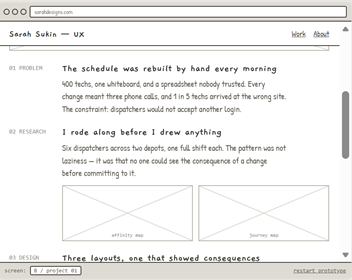 sarahdesigns.com
Sarah Sukin — UX
Work About
01 PROBLEM
The schedule was rebuilt by hand every morning
400 techs, one whiteboard, and a spreadsheet nobody trusted. Every
change meant three phone calls, and 1 in 5 techs arrived at the wrong site.
The constraint: dispatchers would not accept another login.
02 RESEARCH
I rode along before I drew anything
Six dispatchers across two depots, one full shift each. The pattern was not
laziness — it was that no one could see the consequence of a change
before committing to it.
affinity map
journey map
03 DESIGN
Three layouts, one that showed consequences
screen: B / project 01
restart prototype